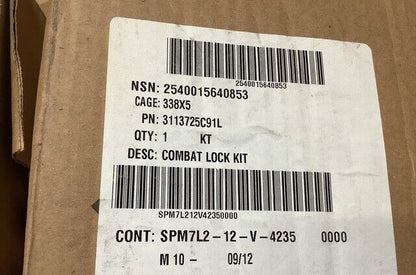 2540015640853
NSN: 2540015640853
CAGE: 338X5
PN: 3113725C91L
QTY: 1 KT
DESC: COMBAT LOCK KIT
SPM7L212V42350000
CONT: SPM7L2-12-V-4235 0000
M 10- 09/12